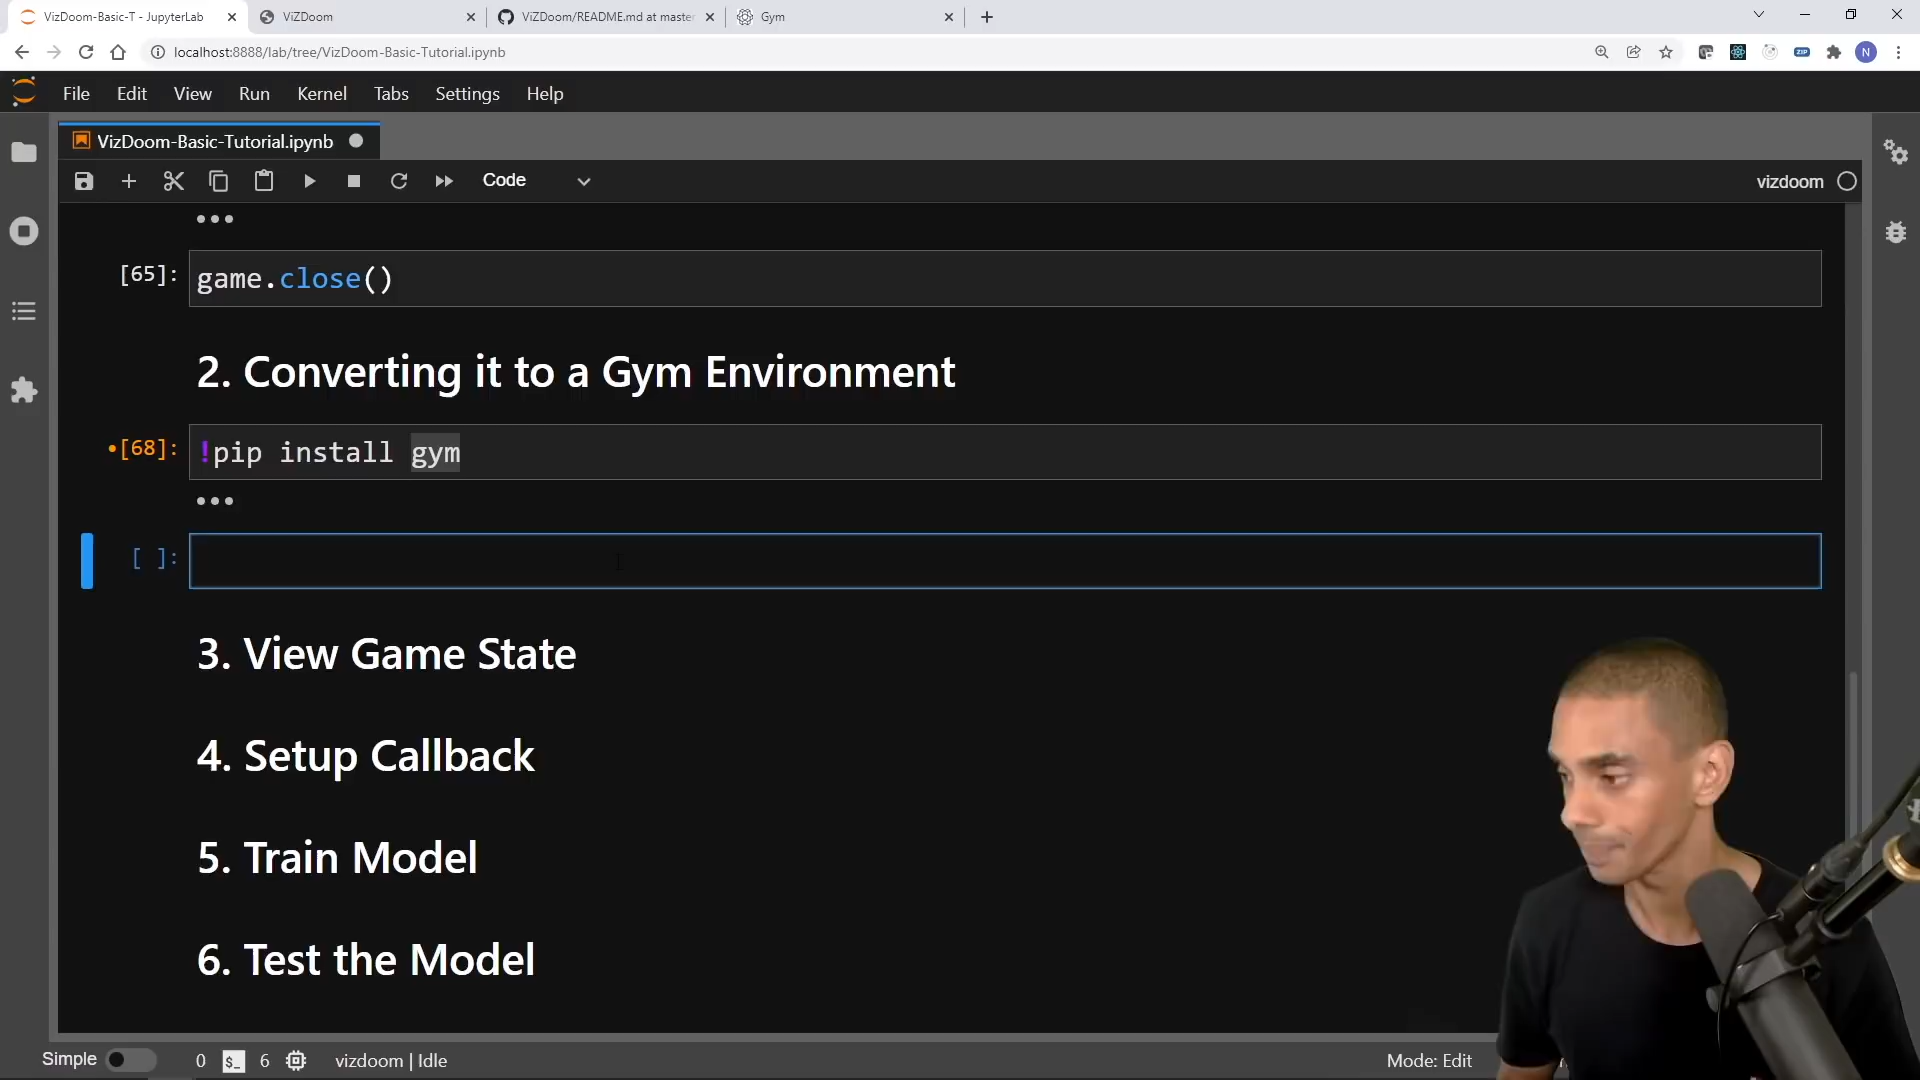 VizDoom-Basic-T - JupyterLab
ViZDoom
ViZDoom/README.md at master
Gym
localhost:8888/lab/tree/VizDoom-Basic-Tutorial.ipynb
ZIP
N
File Edit View Run Kernel Tabs Settings Help
VizDoom-Basic-Tutorial.ipynb
Code
vizdoom
[65]: game.close()
2. Converting it to a Gym Environment
[68]: !pip install gym
[ ]:
3. View Game State
4. Setup Callback
5. Train Model
6. Test the Model
Simple 0 $_ 6 vizdoom | Idle Mode: Edit